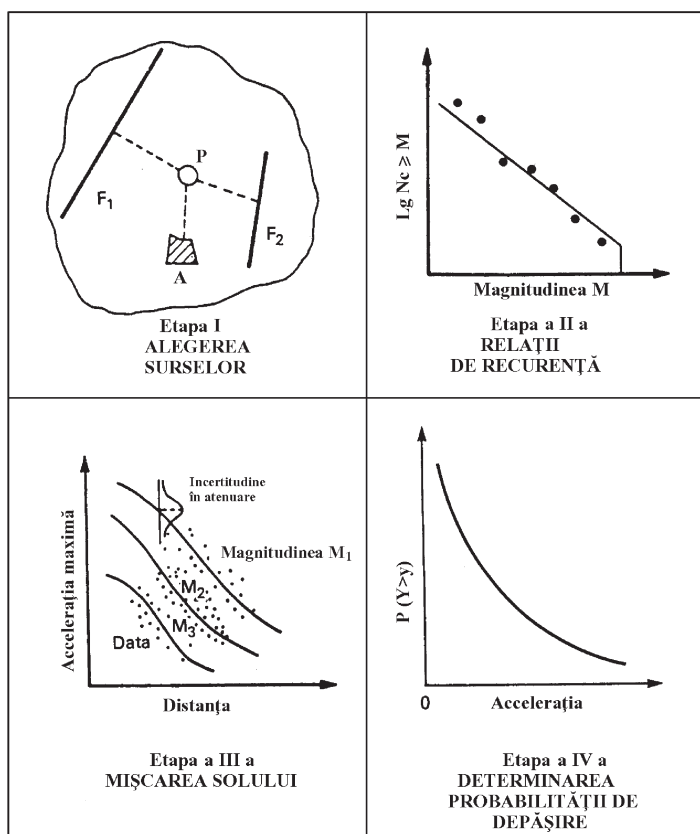 P
F1
F2
A
Etapa I
ALEGEREA
SURSELOR
Lg Nc ⩾ M
Magnitudinea M
Etapa a II a
RELAŢII
DE RECURENŢĂ
Acceleraţia maximă
Incertitudine
în atenuare
Magnitudinea M1
M2
M3
Data
Distanţa
Etapa a III a
MIŞCAREA SOLULUI
P (Y>y)
0
Acceleraţia
Etapa a IV a
DETERMINAREA
PROBABILITĂŢII DE
DEPĂŞIRE